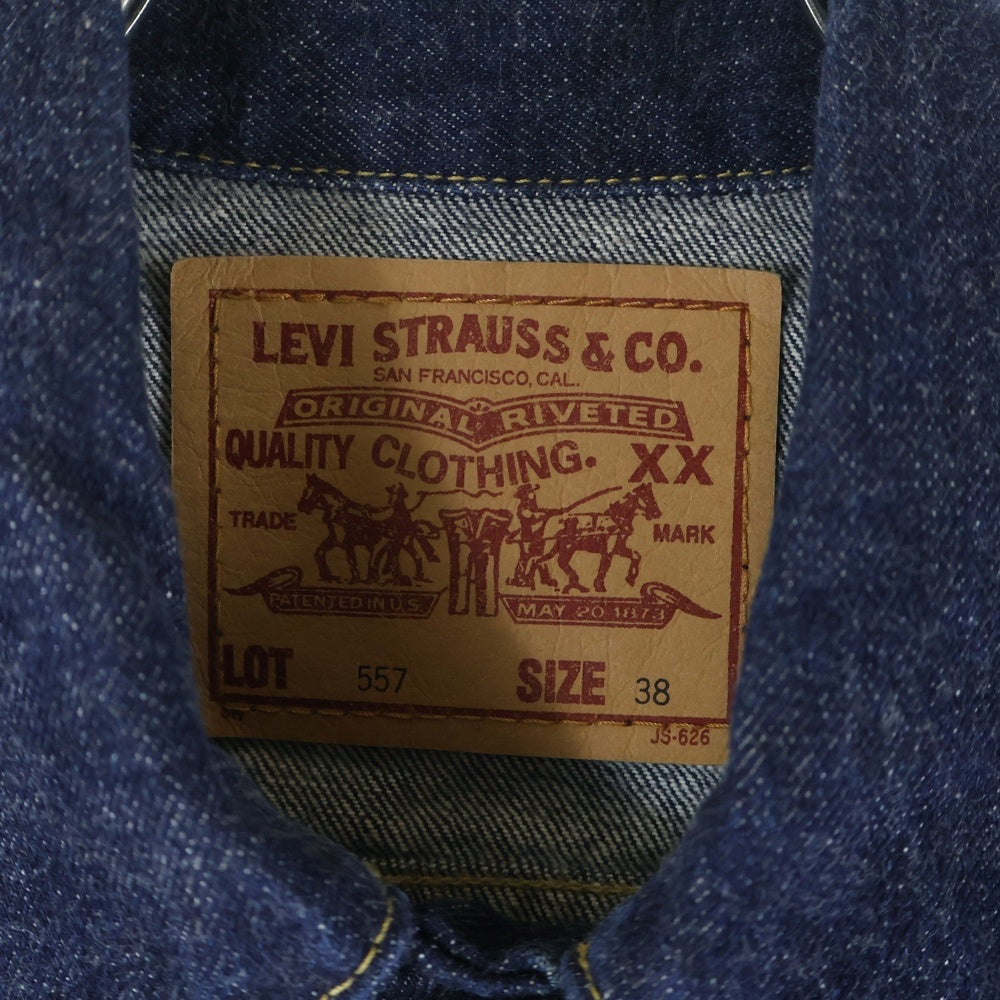 LEVI STRAUSS & CO.
SAN FRANCISCO, CAL.
ORIGINAL RIVETED
QUALITY CLOTHING. XX
TRADE MARK
PATENTED IN U.S. MAY 20 1873
LOT 557 SIZE 38
JS-626